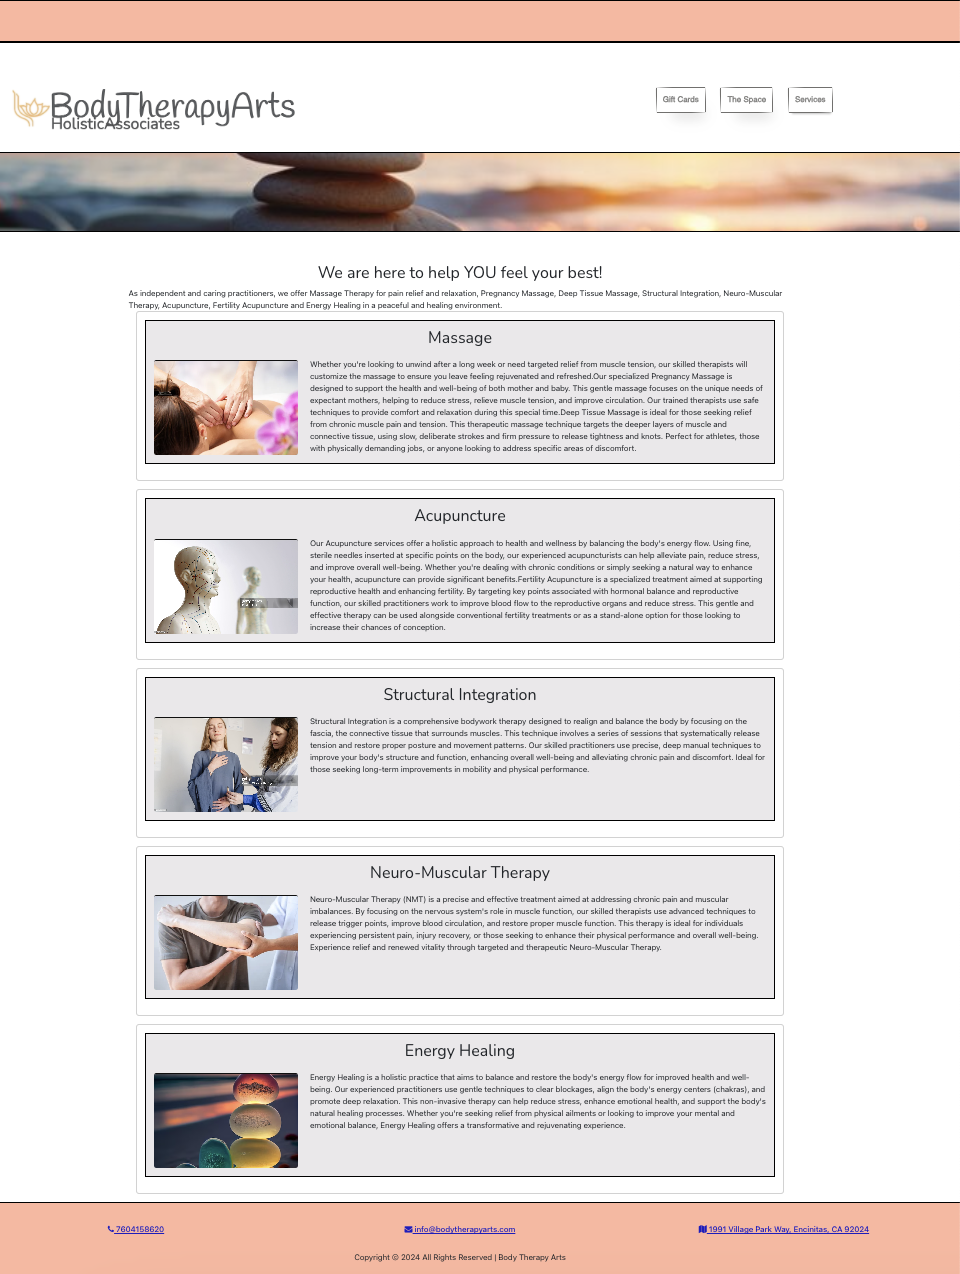 BodyTherapyArts
HolisticAssociates
Gift Cards
The Space
Services
We are here to help YOU feel your best!
As independent and caring practitioners, we offer Massage Therapy for pain relief and relaxation, Pregnancy Massage, Deep Tissue Massage, Structural Integration, Neuro-Muscular
Therapy, Acupuncture, Fertility Acupuncture and Energy Healing in a peaceful and healing environment.
Massage
Whether you're looking to unwind after a long week or need targeted relief from muscle tension, our skilled therapists will
customize the massage to ensure you leave feeling rejuvenated and refreshed.Our specialized Pregnancy Massage is
designed to support the health and well-being of both mother and baby. This gentle massage focuses on the unique needs of
expectant mothers, helping to reduce stress, relieve muscle tension, and improve circulation. Our trained therapists use safe
techniques to provide comfort and relaxation during this special time.Deep Tissue Massage is ideal for those seeking relief
from chronic muscle pain and tension. This therapeutic massage technique targets the deeper layers of muscle and
connective tissue, using slow, deliberate strokes and firm pressure to release tightness and knots. Perfect for athletes, those
with physically demanding jobs, or anyone looking to address specific areas of discomfort.
Acupuncture
Our Acupuncture services offer a holistic approach to health and wellness by balancing the body's energy flow. Using fine,
sterile needles inserted at specific points on the body, our experienced acupuncturists can help alleviate pain, reduce stress,
and improve overall well-being. Whether you're dealing with chronic conditions or simply seeking a natural way to enhance
your health, acupuncture can provide significant benefits.Fertility Acupuncture is a specialized treatment aimed at supporting
reproductive health and enhancing fertility. By targeting key points associated with hormonal balance and reproductive
function, our skilled practitioners work to improve blood flow to the reproductive organs and reduce stress. This gentle and
effective therapy can be used alongside conventional fertility treatments or as a stand-alone option for those looking to
increase their chances of conception.
Structural Integration
Structural Integration is a comprehensive bodywork therapy designed to realign and balance the body by focusing on the
fascia, the connective tissue that surrounds muscles. This technique involves a series of sessions that systematically release
tension and restore proper posture and movement patterns. Our skilled practitioners use precise, deep manual techniques to
improve your body's structure and function, enhancing overall well-being and alleviating chronic pain and discomfort. Ideal for
those seeking long-term improvements in mobility and physical performance.
Neuro-Muscular Therapy
Neuro-Muscular Therapy (NMT) is a precise and effective treatment aimed at addressing chronic pain and muscular
imbalances. By focusing on the nervous system's role in muscle function, our skilled therapists use advanced techniques to
release trigger points, improve blood circulation, and restore proper muscle function. This therapy is ideal for individuals
experiencing persistent pain, injury recovery, or those seeking to enhance their physical performance and overall well-being.
Experience relief and renewed vitality through targeted and therapeutic Neuro-Muscular Therapy.
Energy Healing
Energy Healing is a holistic practice that aims to balance and restore the body's energy flow for improved health and well-
being. Our experienced practitioners use gentle techniques to clear blockages, align the body's energy centers (chakras), and
promote deep relaxation. This non-invasive therapy can help reduce stress, enhance emotional health, and support the body's
natural healing processes. Whether you're seeking relief from physical ailments or looking to improve your mental and
emotional balance, Energy Healing offers a transformative and rejuvenating experience.
7604158620
info@bodytherapyarts.com
1991 Village Park Way, Encinitas, CA 92024
Copyright © 2024 All Rights Reserved | Body Therapy Arts